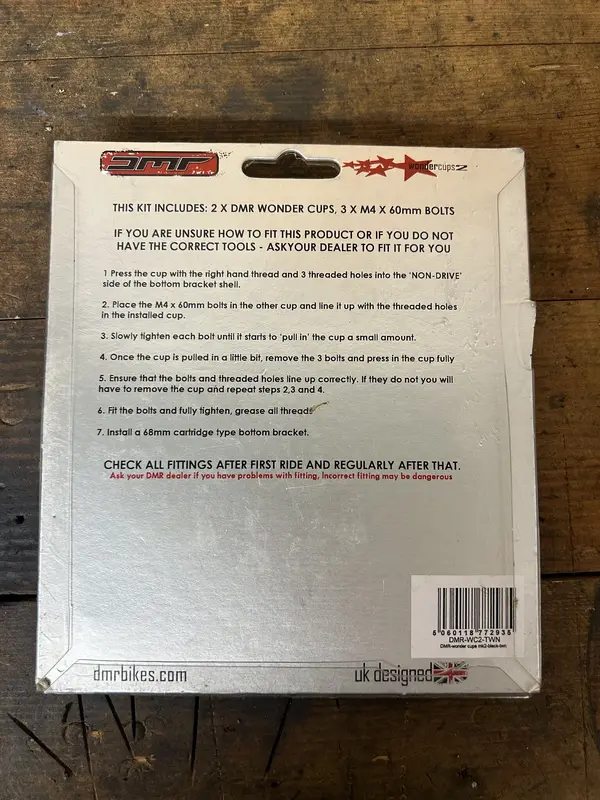 DMR
wondercups2
THIS KIT INCLUDES: 2 X DMR WONDER CUPS, 3 X M4 X 60mm BOLTS
IF YOU ARE UNSURE HOW TO FIT THIS PRODUCT OR IF YOU DO NOT
HAVE THE CORRECT TOOLS - ASKYOUR DEALER TO FIT IT FOR YOU
1 Press the cup with the right hand thread and 3 threaded holes into the 'NON-DRIVE'
side of the bottom bracket shell.
2. Place the M4 x 60mm bolts in the other cup and line it up with the threaded holes
in the installed cup.
3. Slowly tighten each bolt until it starts to 'pull in' the cup a small amount.
4. Once the cup is pulled in a little bit, remove the 3 bolts and press in the cup fully
5. Ensure that the bolts and threaded holes line up correctly. If they do not you will
have to remove the cup and repeat steps 2,3 and 4.
6. Fit the bolts and fully tighten, grease all threads
7. Install a 68mm cartridge type bottom bracket.
CHECK ALL FITTINGS AFTER FIRST RIDE AND REGULARLY AFTER THAT.
Ask your DMR dealer if you have problems with fitting, Incorrect fitting may be dangerous
5 060118 772935
DMR-WC2-TWN
DMR-wonder cups mk2-black-twn
dmrbikes.com
uk designed